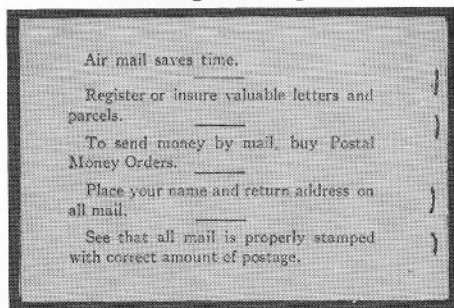 Air mail saves time.
Register or insure valuable letters and
parcels.
To send money by mail, buy Postal
Money Orders.
Place your name and return address on
all mail.
See that all mail is properly stamped
with correct amount of postage.